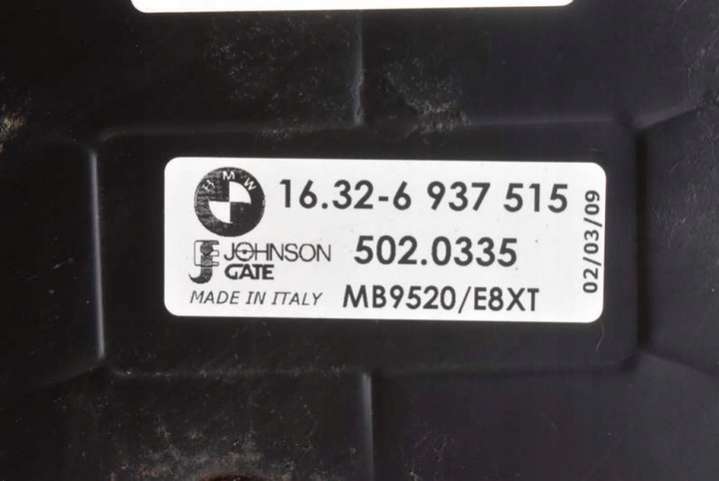 BMW
16.32-6 937 515
JOHNSON GATE
502.0335
MADE IN ITALY
MB9520/E8XT
02/03/09